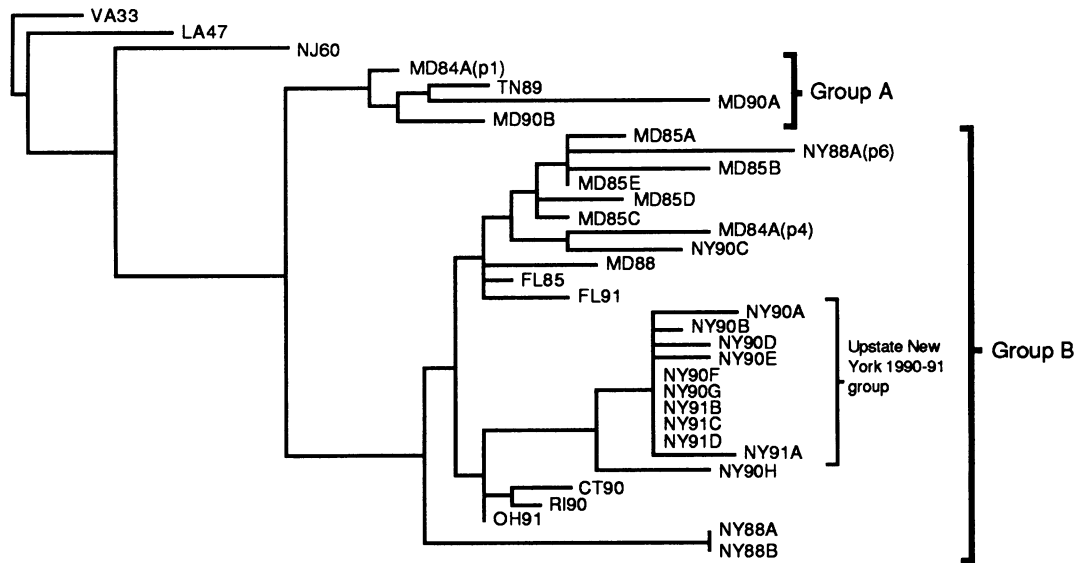 VA33
LA47
NJ60
MD84A(p1)
TN89
MD90A
MD90B
Group A
MD85A
NY88A(p6)
MD85B
MD85E
MD85D
MD85C
MD84A(p4)
NY90C
MD88
FL85
FL91
NY90A
NY90B
NY90D
NY90E
NY90F
NY90G
NY91B
NY91C
NY91D
NY91A
NY90H
Upstate New
York 1990-91
group
Group B
CT90
RI90
OH91
NY88A
NY88B